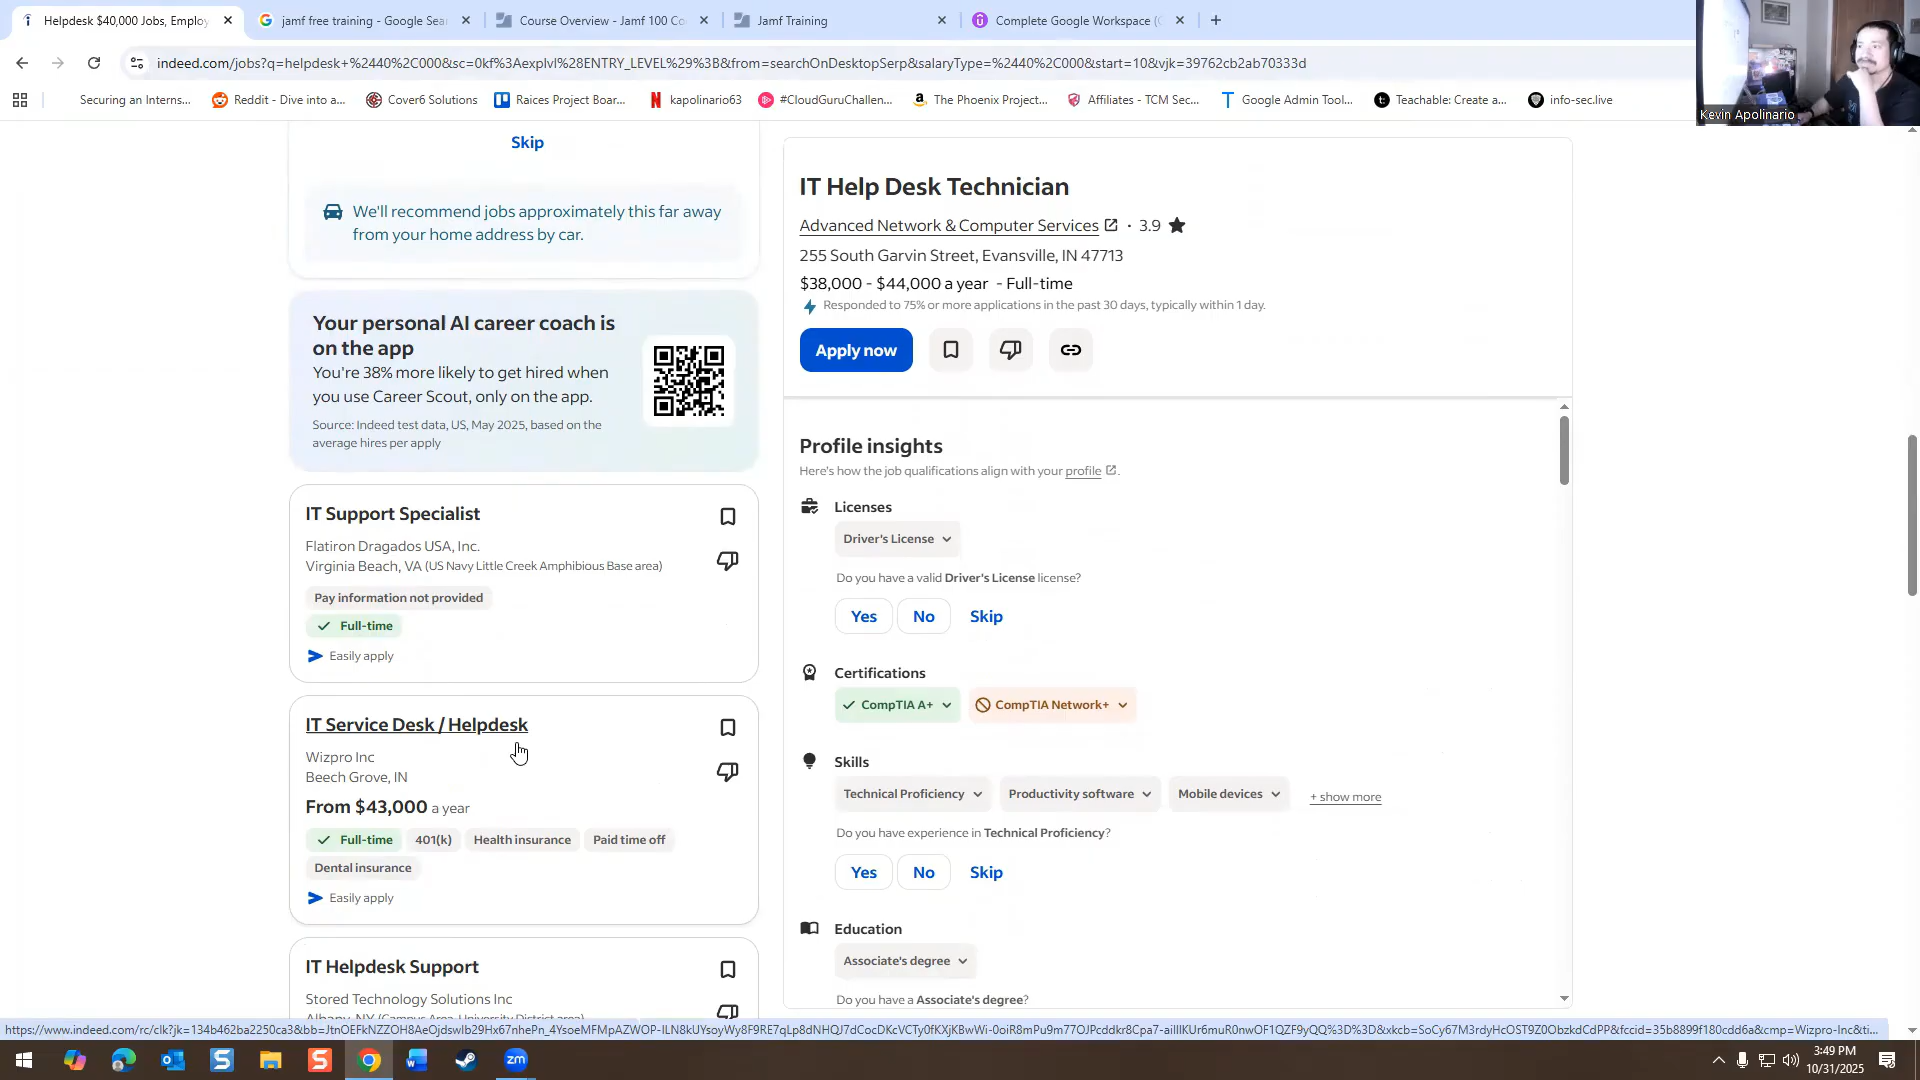 Helpdesk $40,000 Jobs, Employ
jamf free training - Google Sea
Course Overview - Jamf 100 Co
Jamf Training
Complete Google Workspace (G
indeed.com/jobs?q=helpdesk+%2440%2C000&sc=0kf%3Aexplvl%28ENTRY_LEVEL%29%3B&from=searchOnDesktopSerp&salaryType=%2440%2C000&start=10&vjk=39762cb2ab70333d
Securing an Interns...
Reddit - Dive into a...
Cover6 Solutions
Raices Project Boar...
kapolinario63
#CloudGuruChallen...
The Phoenix Project...
Affiliates - TCM Sec...
Google Admin Tool...
Teachable: Create a...
info-sec.live
Kevin Apolinario
Skip
We'll recommend jobs approximately this far away
from your home address by car.
Your personal AI career coach is
on the app
You're 38% more likely to get hired when
you use Career Scout, only on the app.
Source: Indeed test data, US, May 2025, based on the
average hires per apply
IT Support Specialist
Flatiron Dragados USA, Inc.
Virginia Beach, VA (US Navy Little Creek Amphibious Base area)
Pay information not provided
Full-time
Easily apply
IT Service Desk / Helpdesk
Wizpro Inc
Beech Grove, IN
From $43,000 a year
Full-time 401(k) Health insurance Paid time off
Dental insurance
Easily apply
IT Helpdesk Support
Stored Technology Solutions Inc
Albany, NY (Campus Area-University District area)
IT Help Desk Technician
Advanced Network & Computer Services · 3.9
255 South Garvin Street, Evansville, IN 47713
$38,000 - $44,000 a year - Full-time
Responded to 75% or more applications in the past 30 days, typically within 1 day.
Apply now
Profile insights
Here's how the job qualifications align with your profile .
Licenses
Driver's License
Do you have a valid Driver's License license?
Yes No Skip
Certifications
CompTIA A+ CompTIA Network+
Skills
Technical Proficiency Productivity software Mobile devices + show more
Do you have experience in Technical Proficiency?
Yes No Skip
Education
Associate's degree
Do you have a Associate's degree?
3:49 PM
10/31/2025